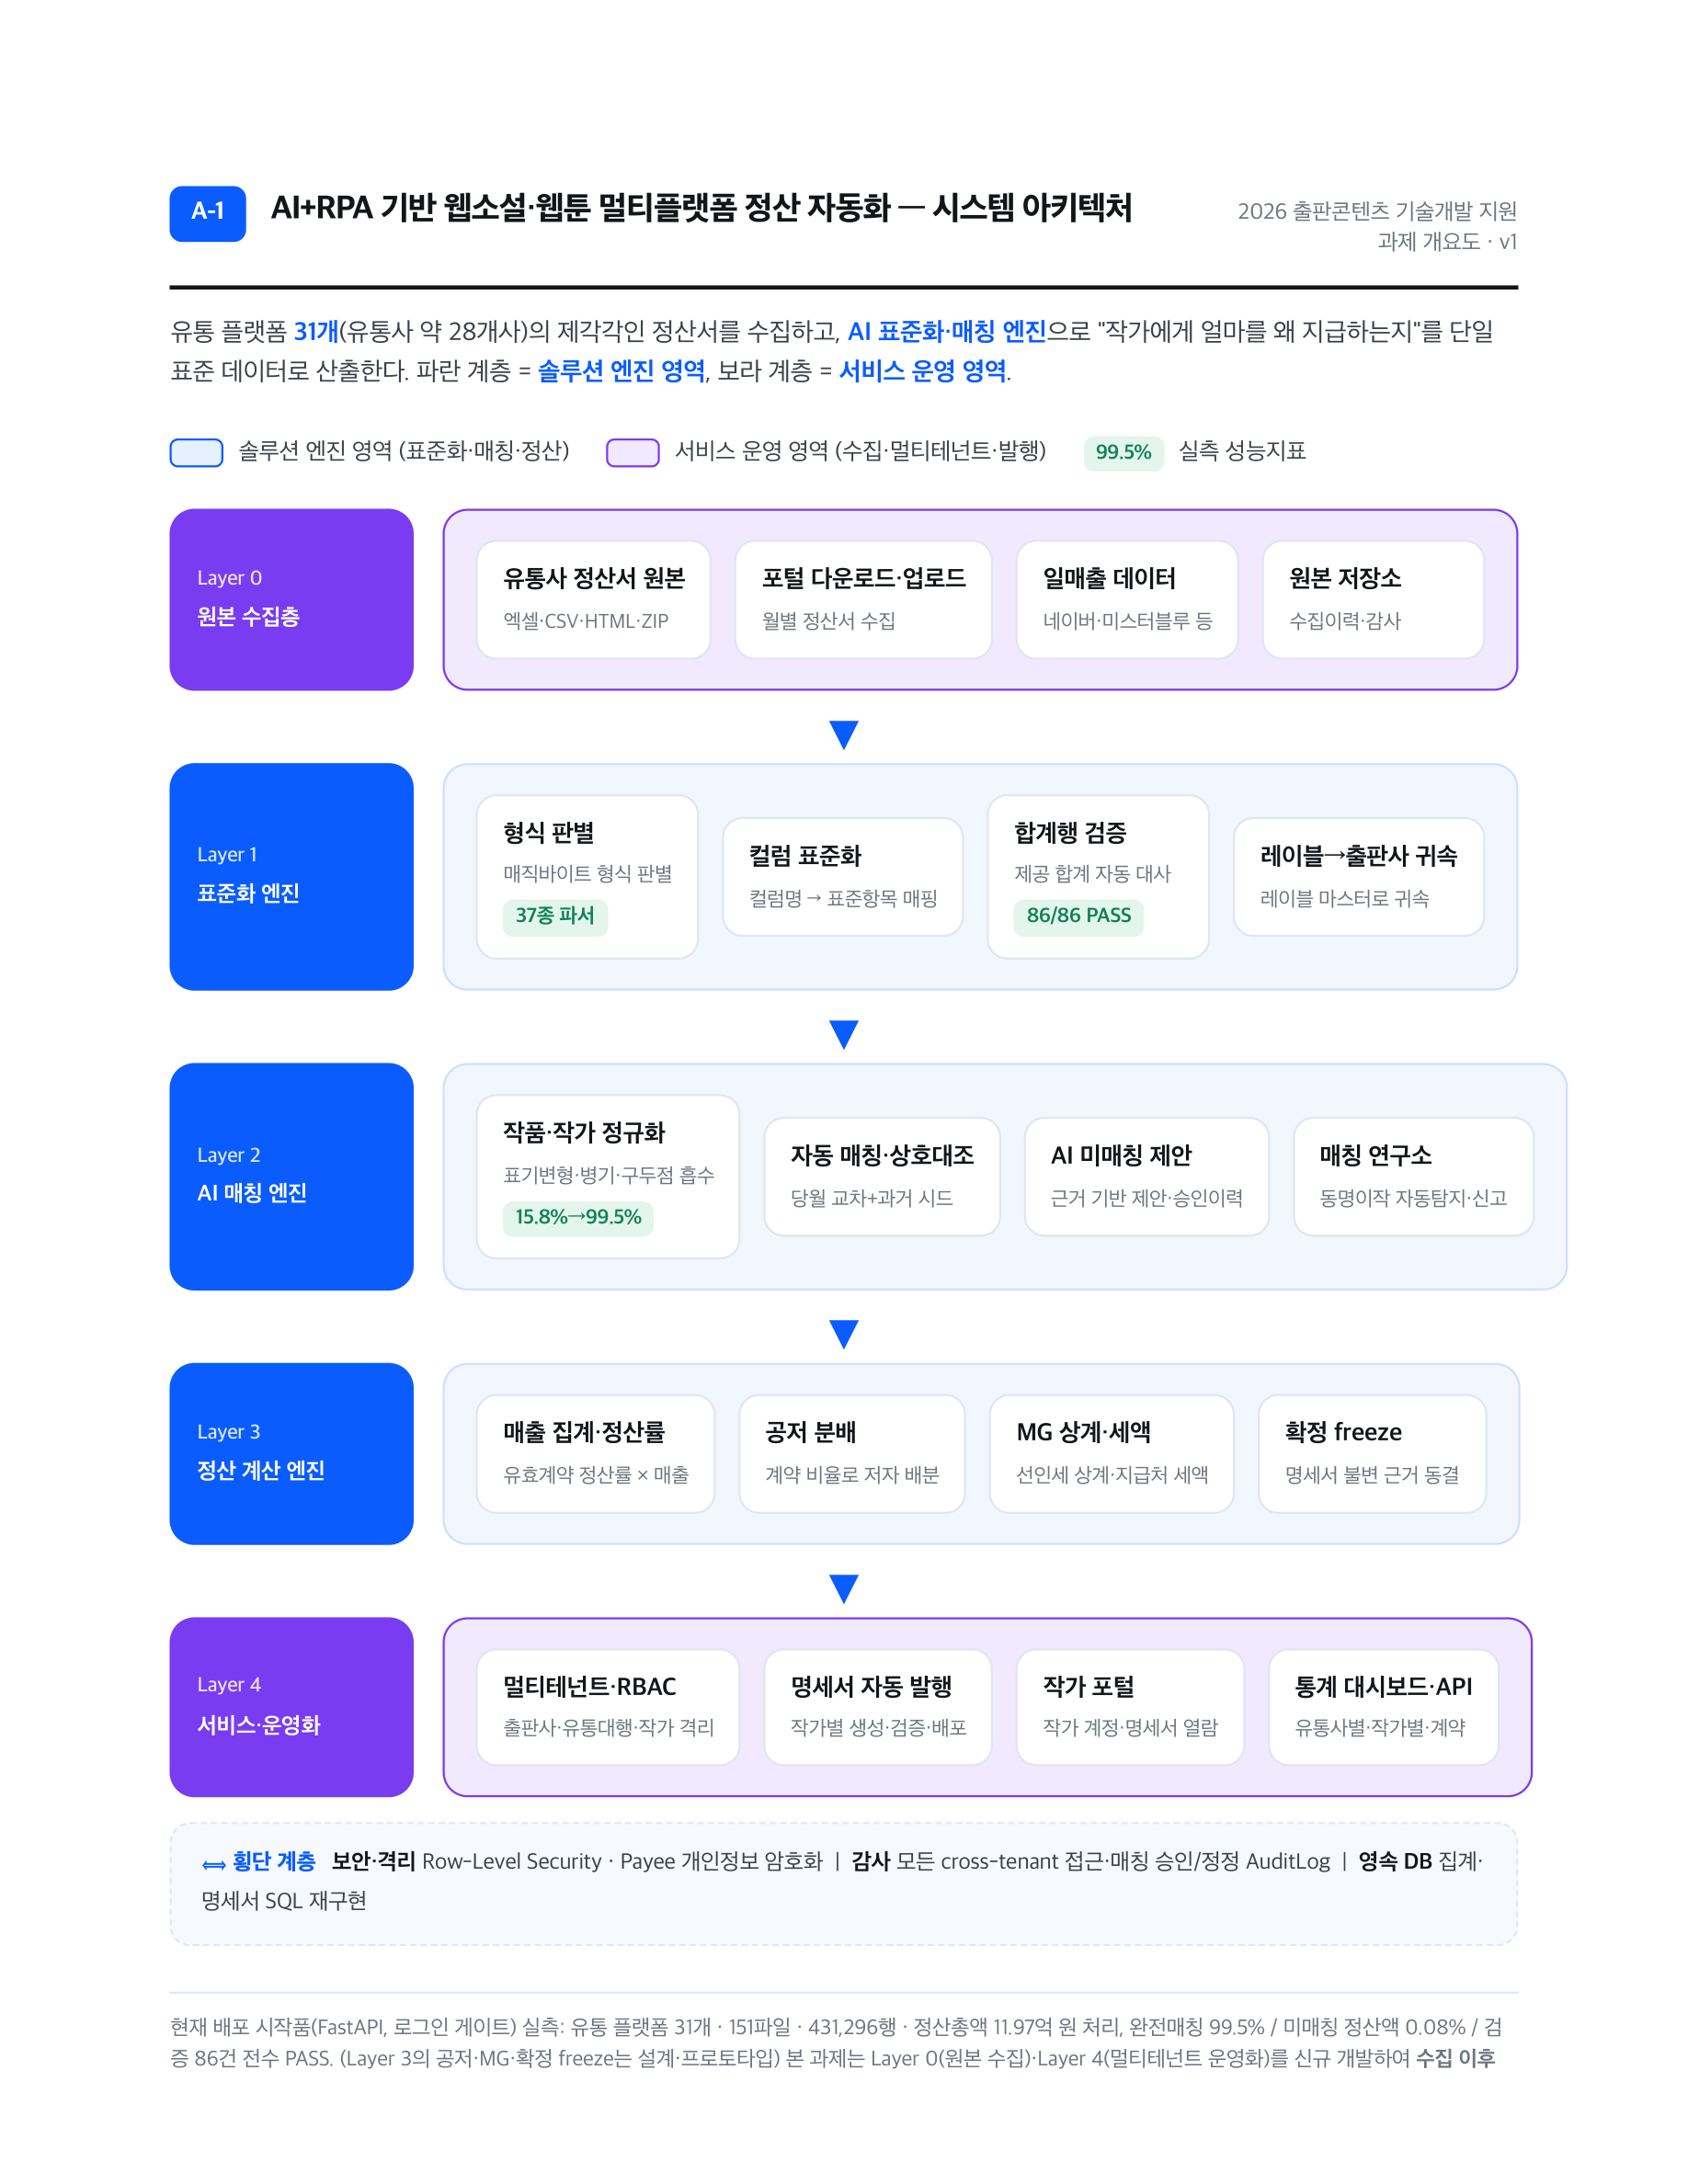 A-1
AI+RPA 기반 웹소설·웹툰 멀티플랫폼 정산 자동화 — 시스템 아키텍처
2026 출판콘텐츠 기술개발 지원
과제 개요도 · v1
유통 플랫폼 31개(유통사 약 28개사)의 제각각인 정산서를 수집하고, AI 표준화·매칭 엔진으로 "작가에게 얼마를 왜 지급하는지"를 단일
표준 데이터로 산출한다. 파란 계층 = 솔루션 엔진 영역, 보라 계층 = 서비스 운영 영역.
솔루션 엔진 영역 (표준화·매칭·정산)
서비스 운영 영역 (수집·멀티테넌트·발행)
99.5% 실측 성능지표
Layer 0
원본 수집층
유통사 정산서 원본
엑셀·CSV·HTML·ZIP
포털 다운로드·업로드
월별 정산서 수집
일매출 데이터
네이버·미스터블루 등
원본 저장소
수집이력·감사
▼
Layer 1
표준화 엔진
형식 판별
매직바이트 형식 판별
37종 파서
컬럼 표준화
컬럼명 → 표준항목 매핑
합계행 검증
제공 합계 자동 대사
86/86 PASS
레이블→출판사 귀속
레이블 마스터로 귀속
▼
Layer 2
AI 매칭 엔진
작품·작가 정규화
표기변형·병기·구두점 흡수
15.8%→99.5%
자동 매칭·상호대조
당월 교차+과거 시드
AI 미매칭 제안
근거 기반 제안·승인이력
매칭 연구소
동명이작 자동탐지·신고
▼
Layer 3
정산 계산 엔진
매출 집계·정산률
유효계약 정산률 × 매출
공저 분배
계약 비율로 저자 배분
MG 상계·세액
선인세 상계·지급처 세액
확정 freeze
명세서 불변 근거 동결
▼
Layer 4
서비스·운영화
멀티테넌트·RBAC
출판사·유통대행·작가 격리
명세서 자동 발행
작가별 생성·검증·배포
작가 포털
작가 계정·명세서 열람
통계 대시보드·API
유통사별·작가별·계약
⟷ 횡단 계층 보안·격리 Row-Level Security · Payee 개인정보 암호화 | 감사 모든 cross-tenant 접근·매칭 승인/정정 AuditLog | 영속 DB 집계·
명세서 SQL 재구현
현재 배포 시작품(FastAPI, 로그인 게이트) 실측: 유통 플랫폼 31개 · 151파일 · 431,296행 · 정산총액 11.97억 원 처리, 완전매칭 99.5% / 미매칭 정산액 0.08% / 검
증 86건 전수 PASS. (Layer 3의 공저·MG·확정 freeze는 설계·프로토타입) 본 과제는 Layer 0(원본 수집)·Layer 4(멀티테넌트 운영화)를 신규 개발하여 수집 이후